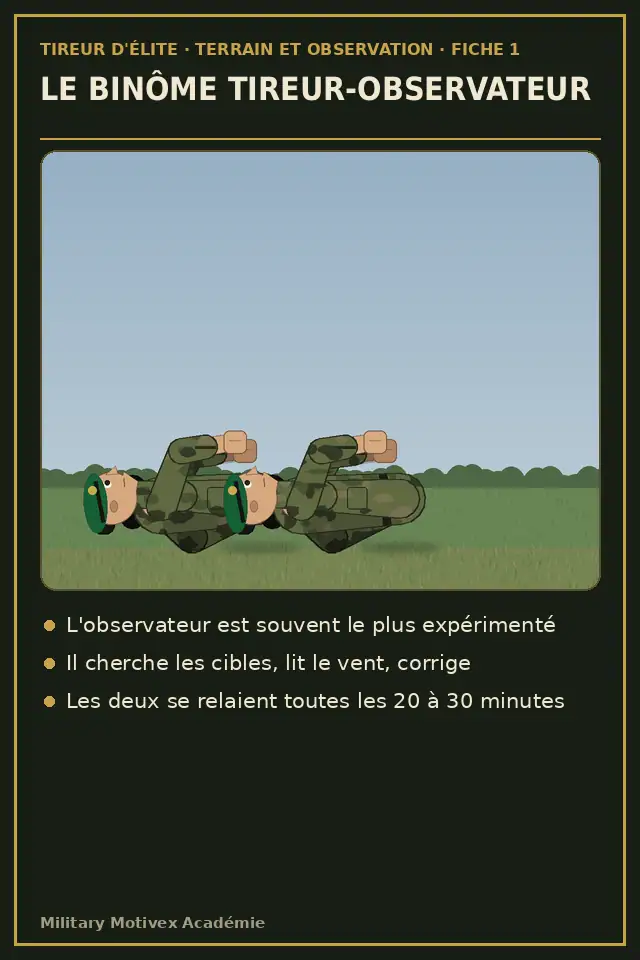 TIREUR D'ÉLITE · TERRAIN ET OBSERVATION · FICHE 1
LE BINÔME TIREUR-OBSERVATEUR
L'observateur est souvent le plus expérimenté
Il cherche les cibles, lit le vent, corrige
Les deux se relaient toutes les 20 à 30 minutes
Military Motivex Académie